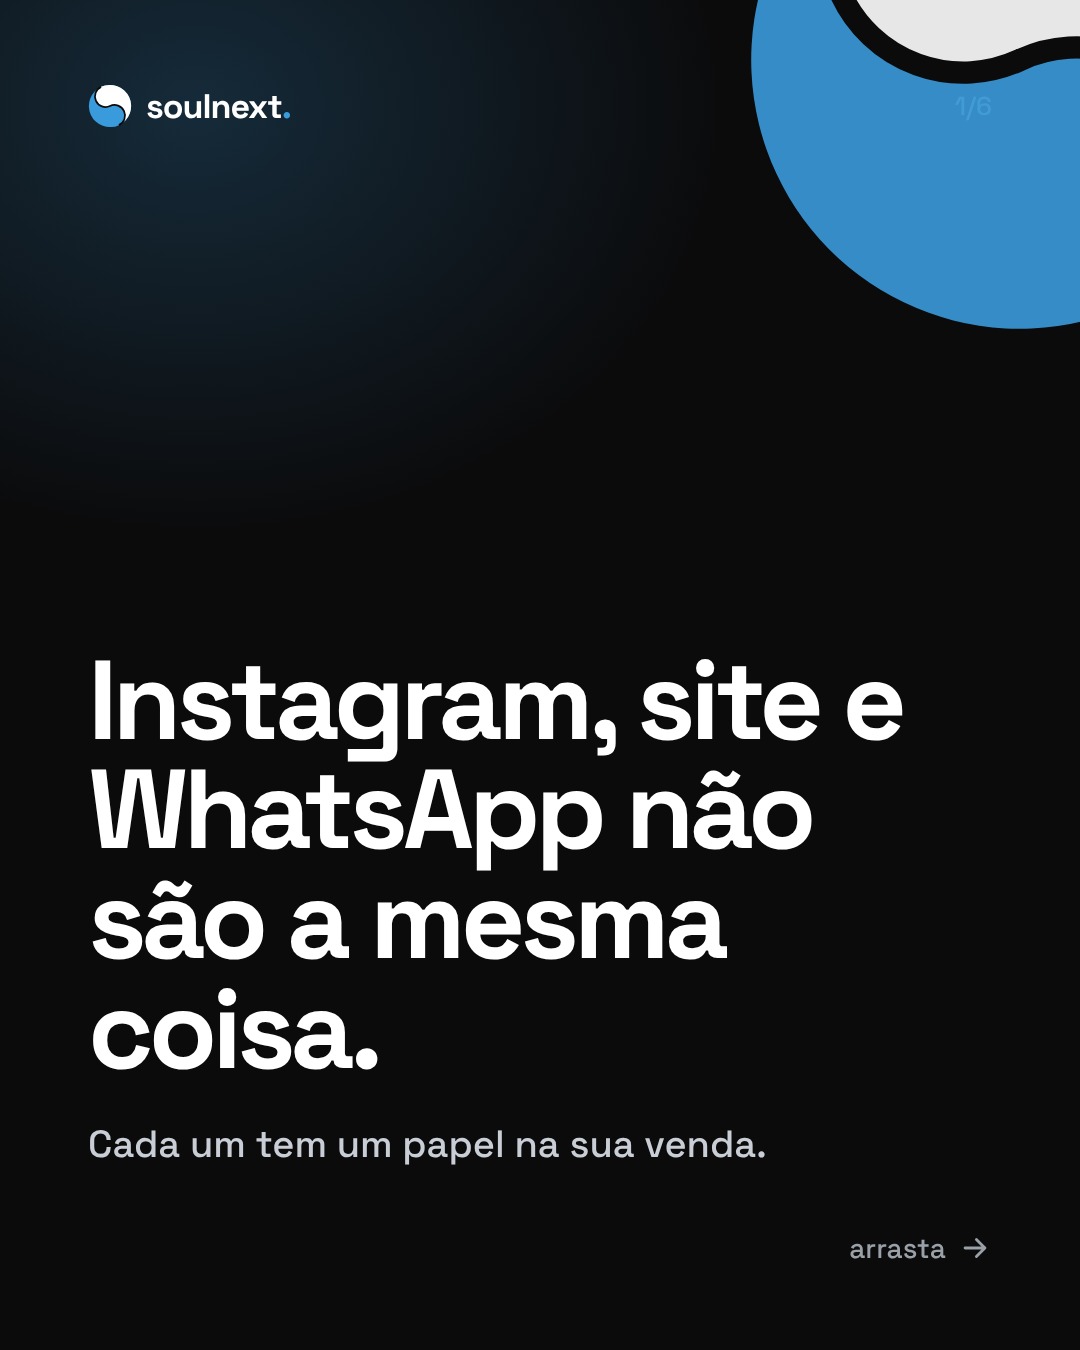 soulnext.
1/6
Instagram, site e
WhatsApp não
são a mesma
coisa.
Cada um tem um papel na sua venda.
arrasta →